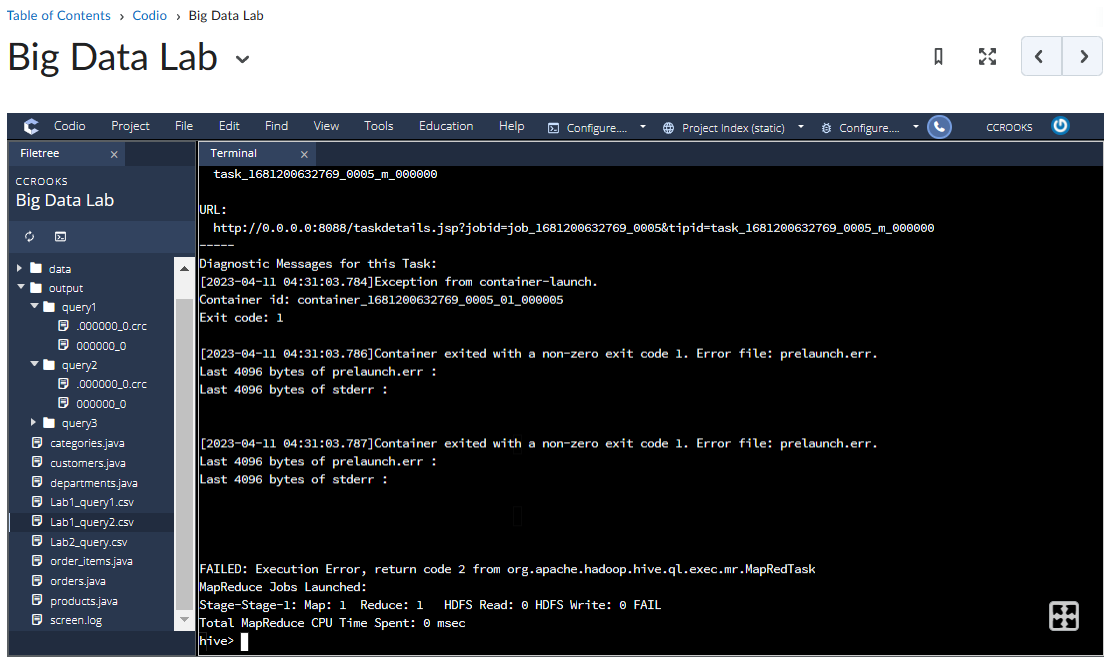 Table of Contents › Codio › Big Data Lab
Big Data Lab
Codio Project File Edit Find View Tools Education Help Configure.... Project Index (static) Configure.... CCROOKS
Filetree x
Terminal x
CCROOKS
Big Data Lab
data
output
query1
.000000_0.crc
000000_0
query2
.000000_0.crc
000000_0
query3
categories.java
customers.java
departments.java
Lab1_query1.csv
Lab1_query2.csv
Lab2_query.csv
order_items.java
orders.java
products.java
screen.log
task_1681200632769_0005_m_000000
URL:
http://0.0.0.0:8088/taskdetails.jsp?jobid=job_1681200632769_0005&tipid=task_1681200632769_0005_m_000000
-----
Diagnostic Messages for this Task:
[2023-04-11 04:31:03.784]Exception from container-launch.
Container id: container_1681200632769_0005_01_000005
Exit code: 1
[2023-04-11 04:31:03.786]Container exited with a non-zero exit code 1. Error file: prelaunch.err.
Last 4096 bytes of prelaunch.err :
Last 4096 bytes of stderr :
[2023-04-11 04:31:03.787]Container exited with a non-zero exit code 1. Error file: prelaunch.err.
Last 4096 bytes of prelaunch.err :
Last 4096 bytes of stderr :
FAILED: Execution Error, return code 2 from org.apache.hadoop.hive.ql.exec.mr.MapRedTask
MapReduce Jobs Launched:
Stage-Stage-1: Map: 1  Reduce: 1   HDFS Read: 0 HDFS Write: 0 FAIL
Total MapReduce CPU Time Spent: 0 msec
hive>